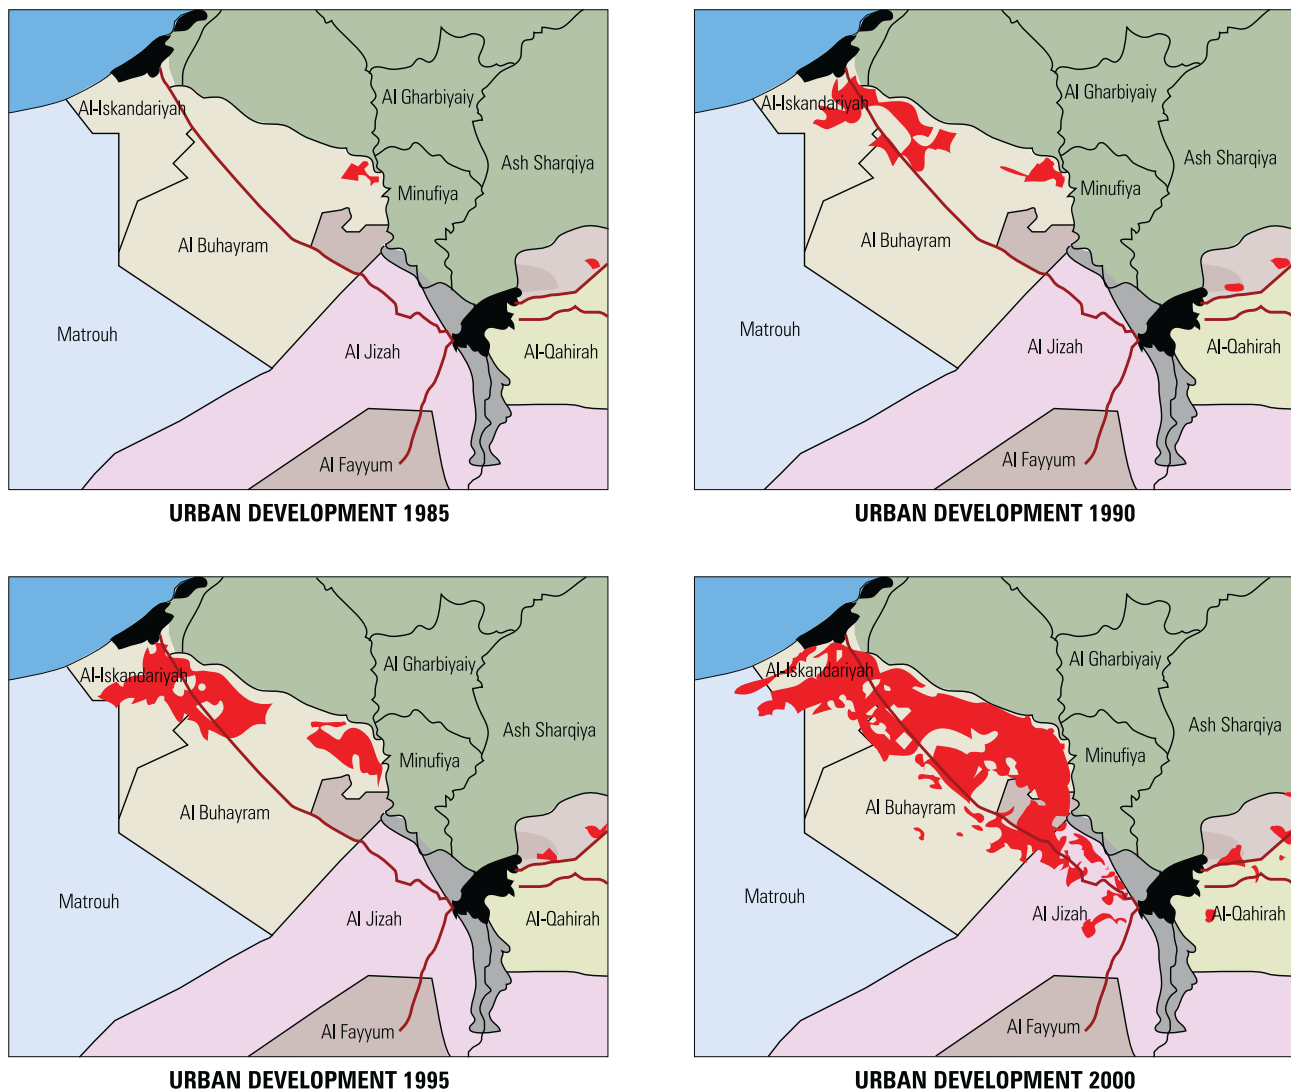 Al-Iskandariyah
Al Gharbiyaiy
Ash Sharqiya
Minufiya
Al Buhayram
Matrouh
Al Jizah
Al-Qahirah
Al Fayyum
URBAN DEVELOPMENT 1985
Al-Iskandariyah
Al Gharbiyaiy
Ash Sharqiya
Minufiya
Al Buhayram
Matrouh
Al Jizah
Al-Qahirah
Al Fayyum
URBAN DEVELOPMENT 1990
Al-Iskandariyah
Al Gharbiyaiy
Ash Sharqiya
Minufiya
Al Buhayram
Matrouh
Al Jizah
Al-Qahirah
Al Fayyum
URBAN DEVELOPMENT 1995
Al-Iskandariyah
Al Gharbiyaiy
Ash Sharqiya
Minufiya
Al Buhayram
Matrouh
Al Jizah
Al-Qahirah
Al Fayyum
URBAN DEVELOPMENT 2000